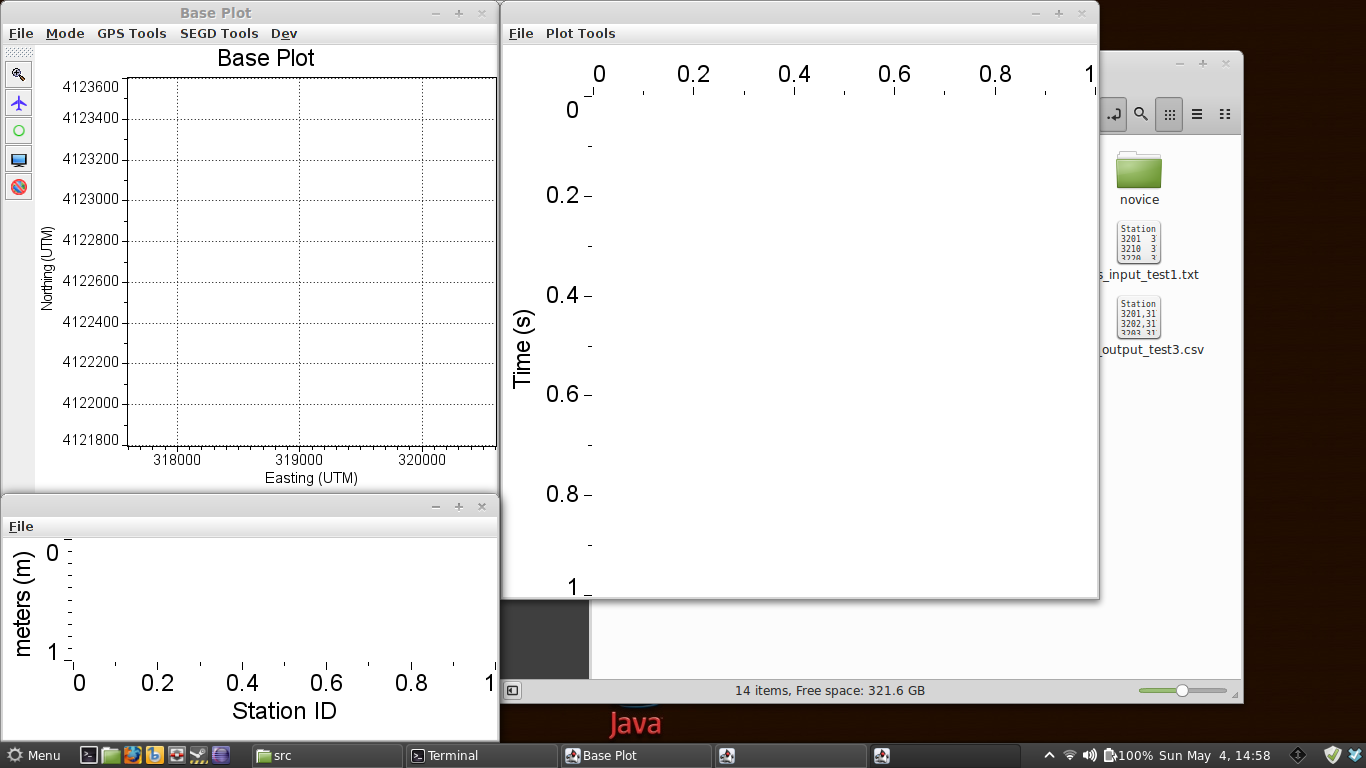 Base Plot
File Mode GPS Tools SEGD Tools Dev
Base Plot
4123600
4123400
4123200
4123000
4122800
4122600
4122400
4122200
4122000
4121800
Northing (UTM)
318000 319000 320000
Easting (UTM)
File Plot Tools
0 0.2 0.4 0.6 0.8 1
0
0.2
0.4
0.6
0.8
1
Time (s)
File
meters (m)
0
1
0 0.2 0.4 0.6 0.8 1
Station ID
novice
Station
3201 3
3210 3
3220 3
s_input_test1.txt
Station
3201,31
3202,31
3203,31
_output_test3.csv
14 items, Free space: 321.6 GB
Java
Menu
src
Terminal
Base Plot
100% Sun May 4, 14:58